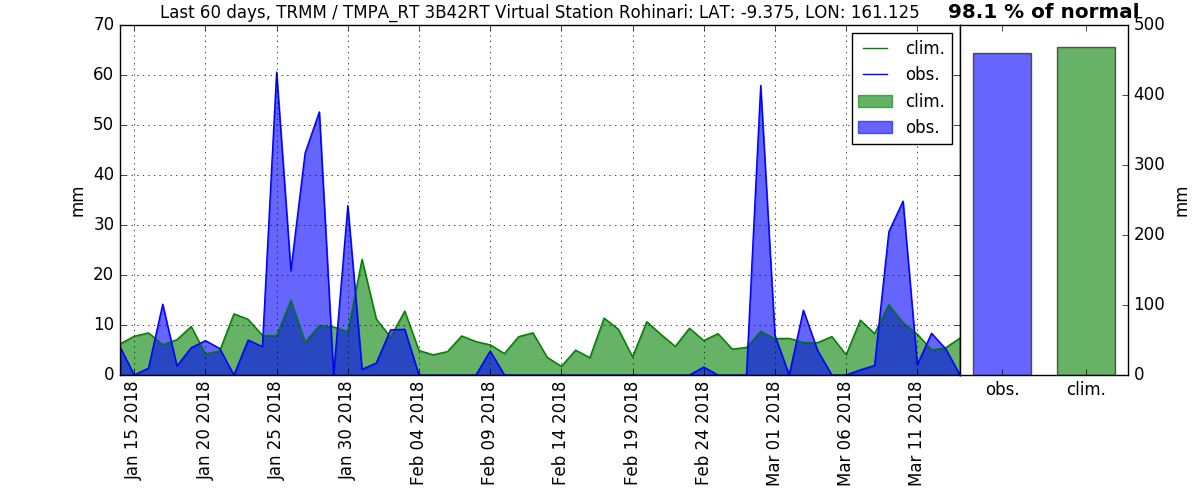 Last 60 days, TRMM / TMPA_RT 3B42RT Virtual Station Rohinari: LAT: -9.375, LON: 161.125
98.1 % of normal
70
60
50
40
30
20
10
0
mm
clim.
obs.
clim.
obs.
500
400
300
200
100
0
mm
obs.
clim.
Jan 15 2018
Jan 20 2018
Jan 25 2018
Jan 30 2018
Feb 04 2018
Feb 09 2018
Feb 14 2018
Feb 19 2018
Feb 24 2018
Mar 01 2018
Mar 06 2018
Mar 11 2018